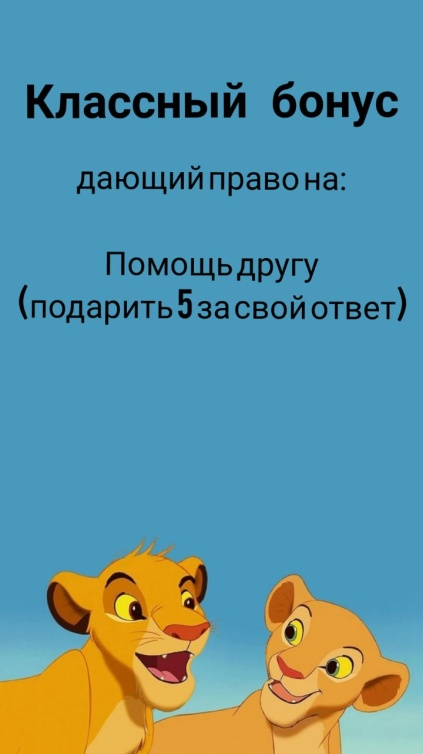 Классный бонус
дающий право на:
Помощь другу
(подарить 5 за свой ответ)